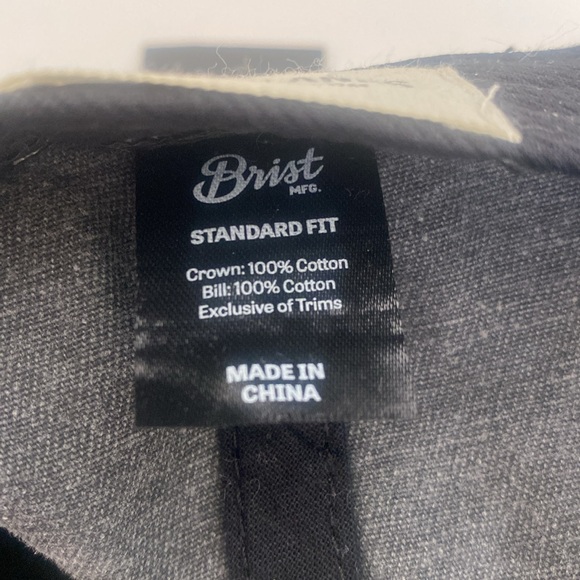 Brist
MFG.
STANDARD FIT
Crown: 100% Cotton
Bill: 100% Cotton
Exclusive of Trims
MADE IN
CHINA